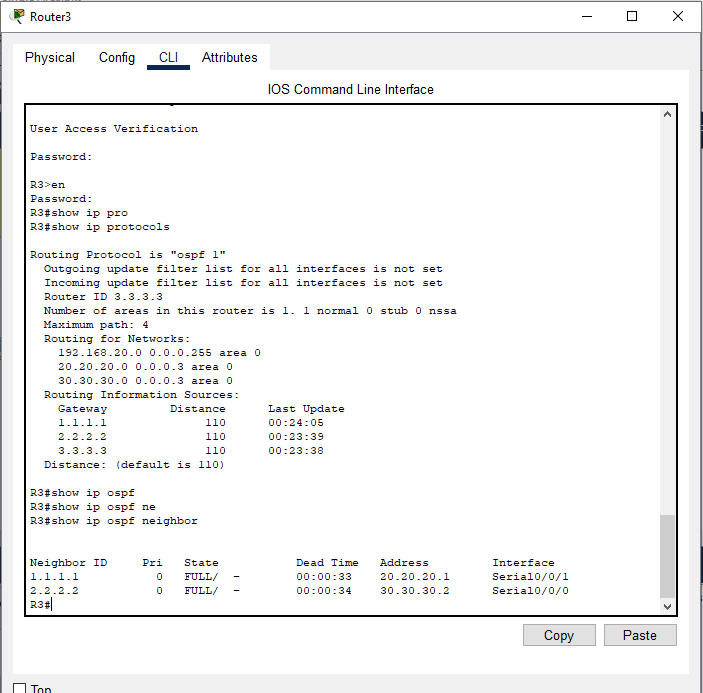 Router3
Physical Config CLI Attributes
IOS Command Line Interface
User Access Verification
Password:
R3>en
Password:
R3#show ip pro
R3#show ip protocols
Routing Protocol is "ospf 1"
Outgoing update filter list for all interfaces is not set
Incoming update filter list for all interfaces is not set
Router ID 3.3.3.3
Number of areas in this router is 1. 1 normal 0 stub 0 nssa
Maximum path: 4
Routing for Networks:
192.168.20.0 0.0.0.255 area 0
20.20.20.0 0.0.0.3 area 0
30.30.30.0 0.0.0.3 area 0
Routing Information Sources:
Gateway Distance Last Update
1.1.1.1 110 00:24:05
2.2.2.2 110 00:23:39
3.3.3.3 110 00:23:38
Distance: (default is 110)
R3#show ip ospf
R3#show ip ospf ne
R3#show ip ospf neighbor
Neighbor ID Pri State Dead Time Address Interface
1.1.1.1 0 FULL/ - 00:00:33 20.20.20.1 Serial0/0/1
2.2.2.2 0 FULL/ - 00:00:34 30.30.30.2 Serial0/0/0
R3#
Copy Paste
Top